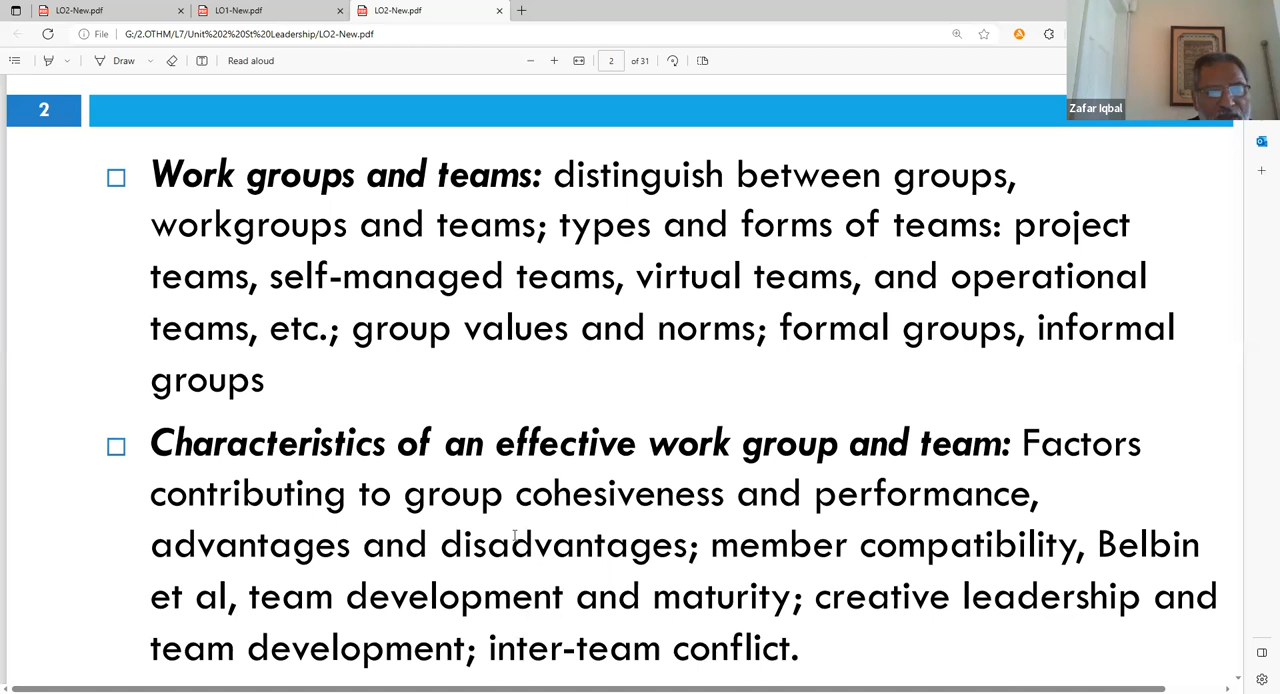 LO2-New.pdf
LO1-New.pdf
LO2-New.pdf
File
G:/2.OTHM/L7/Unit%202%20St%20Leadership/LO2-New.pdf
Draw
Read aloud
2
of 31
Zafar Iqbal
2
Work groups and teams: distinguish between groups,
workgroups and teams; types and forms of teams: project
teams, self-managed teams, virtual teams, and operational
teams, etc.; group values and norms; formal groups, informal
groups
Characteristics of an effective work group and team: Factors
contributing to group cohesiveness and performance,
advantages and disadvantages; member compatibility, Belbin
et al, team development and maturity; creative leadership and
team development; inter-team conflict.